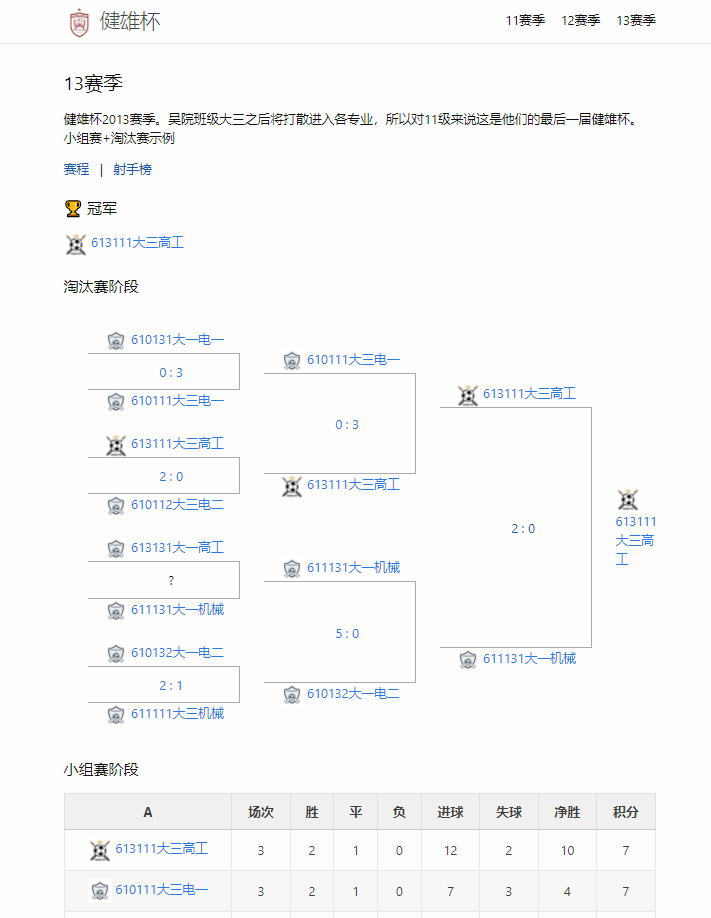 健雄杯
11赛季 12赛季 13赛季
13赛季
健雄杯2013赛季。吴院班级大三之后将打散进入各专业，所以对11级来说这是他们的最后一届健雄杯。
小组赛+淘汰赛示例
赛程 | 射手榜
冠军
613111大三高工
淘汰赛阶段
610131大一电一
0 : 3
610111大三电一
613111大三高工
2 : 0
610112大三电二
613131大一高工
?
611131大一机械
610132大一电二
2 : 1
611111大三机械
610111大三电一
0 : 3
613111大三高工
611131大一机械
5 : 0
610132大一电二
613111大三高工
2 : 0
611131大一机械
613111
大三高
工
小组赛阶段
A 场次 胜 平 负 进球 失球 净胜 积分
613111大三高工 3 2 1 0 12 2 10 7
610111大三电一 3 2 1 0 7 3 4 7